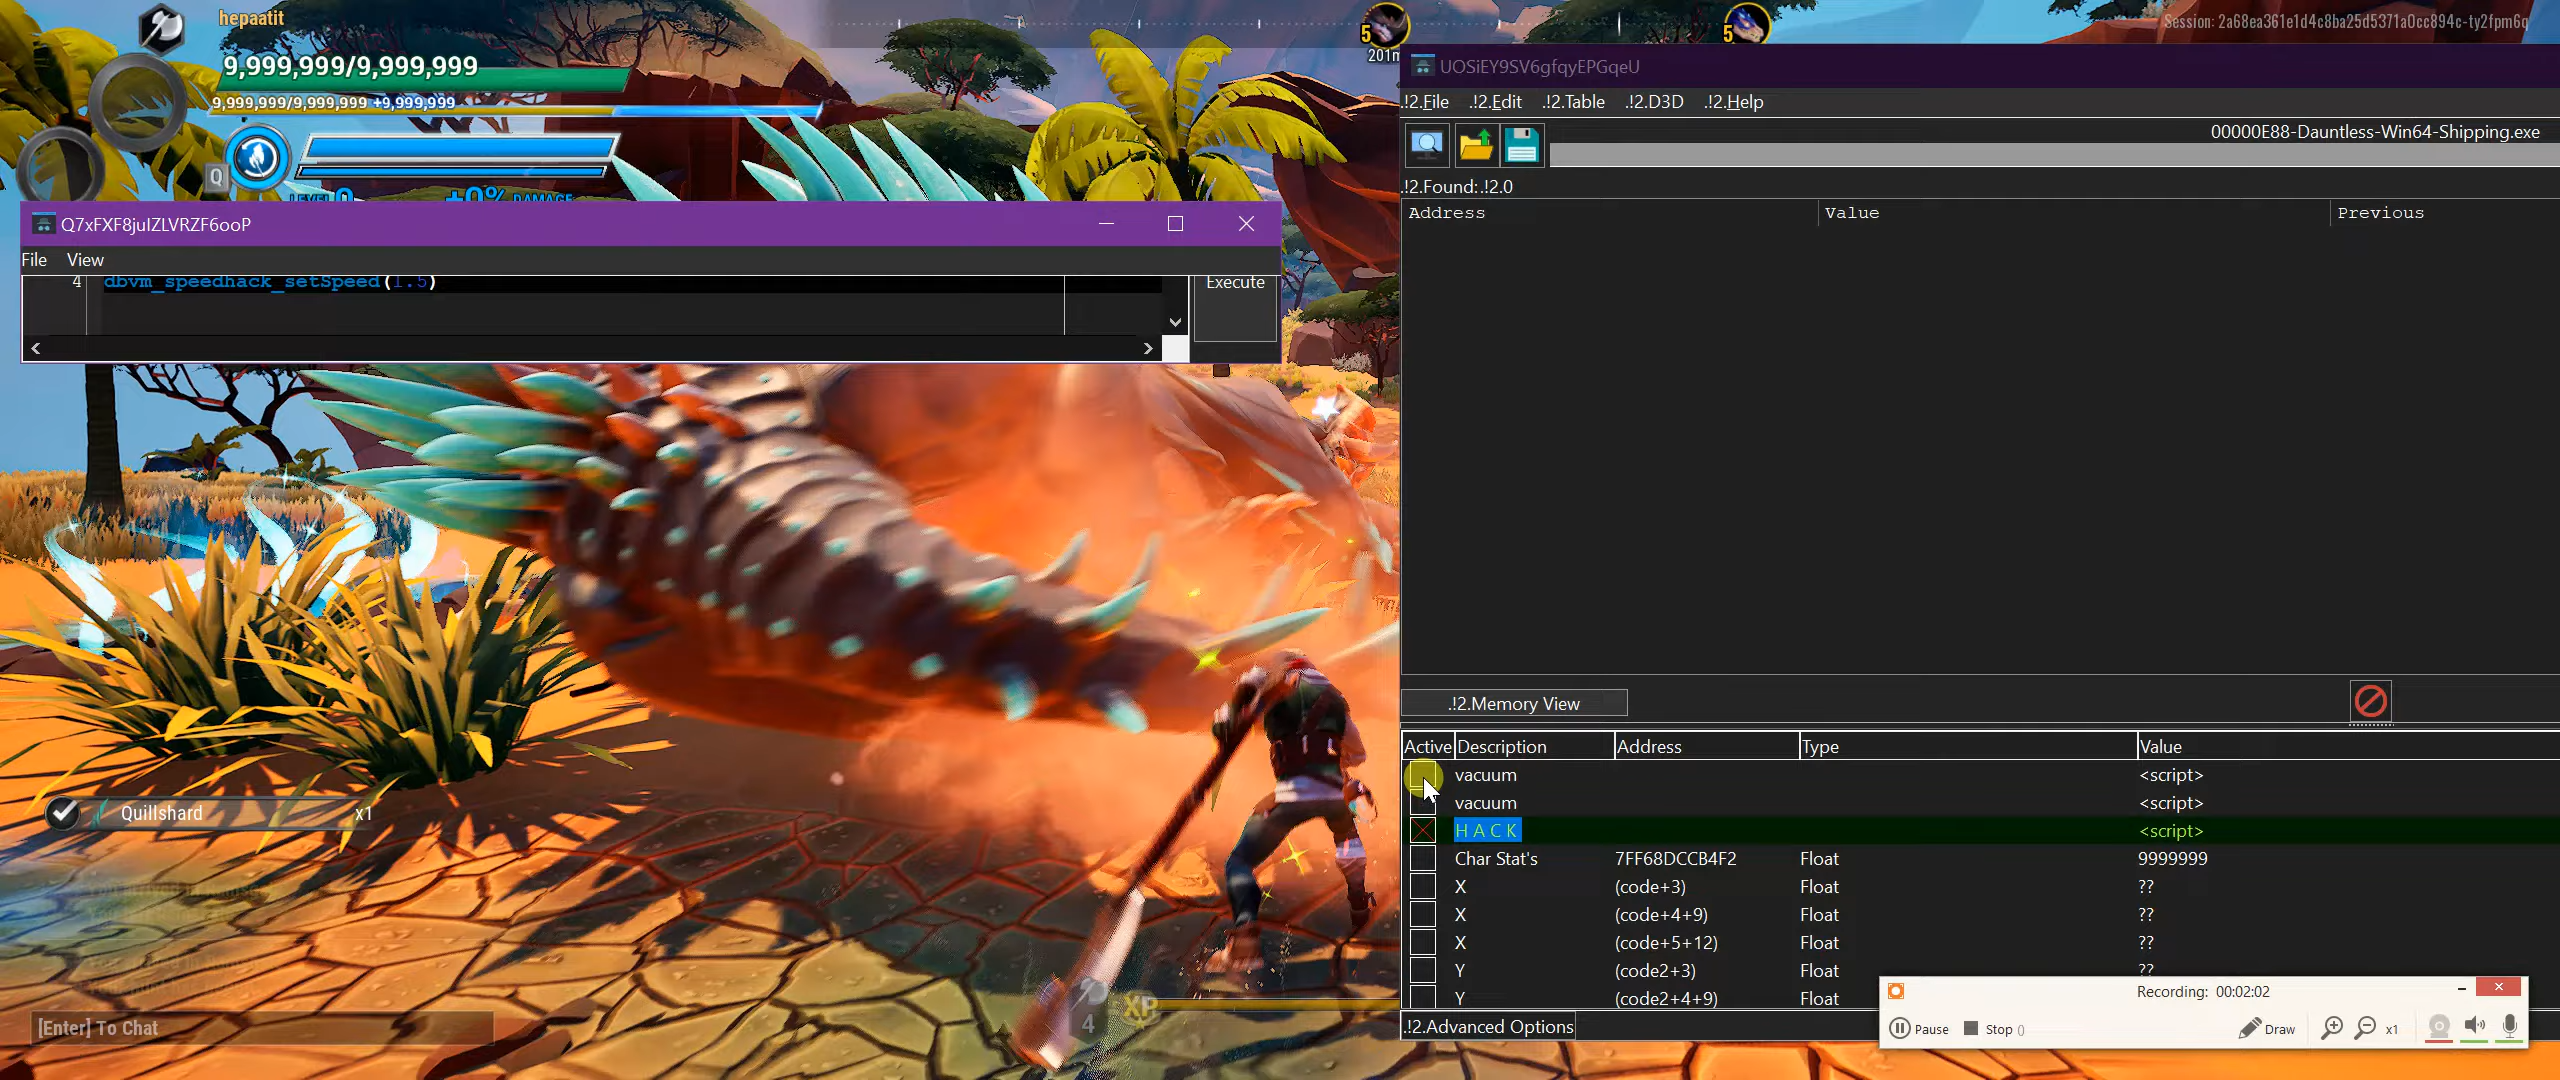 hepaatit
9,999,999/9,999,999
9,999,999/9,999,999 +9,999,999
Q
LEVEL 0
+0% DAMAGE
5
201m
5
Session: 2a68ea361e1d4c8ba25d5371a0cc894c-ty2fpm6q
Q7xFXF8juIZLVRZF6ooP
File View
4 dbvm_speedhack_setSpeed(1.5)
Execute
Quillshard x1
[Enter] To Chat
4
XP
UOSiEY9SV6gfqyEPGqeU
.!2.File .!2.Edit .!2.Table .!2.D3D .!2.Help
00000E88-Dauntless-Win64-Shipping.exe
.!2.Found:.!2.0
Address Value Previous
.!2.Memory View
Active Description Address Type Value
vacuum <script>
vacuum <script>
H A C K <script>
Char Stat's 7FF68DCCB4F2 Float 9999999
X (code+3) Float ??
X (code+4+9) Float ??
X (code+5+12) Float ??
Y (code2+3) Float ??
Y (code2+4+9) Float
.!2.Advanced Options
Recording: 00:02:02
Pause Stop () Draw x1